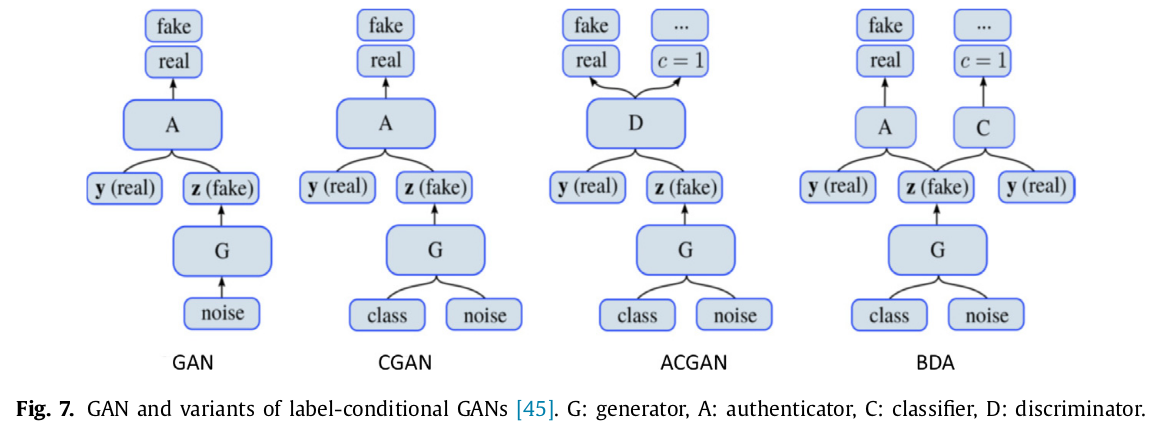 fake
real
A
y (real) z (fake)
G
noise
GAN
fake
real
A
y (real) z (fake)
G
class noise
CGAN
fake ...
real c = 1
D
y (real) z (fake)
G
class noise
ACGAN
fake ...
real c = 1
A C
y (real) z (fake) y (real)
G
class noise
BDA
Fig. 7. GAN and variants of label-conditional GANs [45]. G: generator, A: authenticator, C: classifier, D: discriminator.